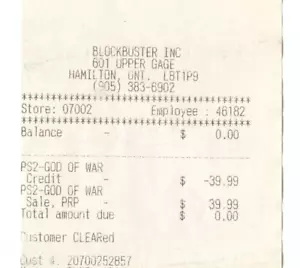 BLOCKBUSTER INC
601 UPPER GAGE
HAMILTON, ONT. L8T1P9
(905) 383-6902
Store: 07002 Employee : 46182
Balance - $ 0.00
PS2-GOD OF WAR
Credit - $ -39.99
PS2-GOD OF WAR
Sale, PRP - $ 39.99
Total amount due $ 0.00
Customer CLEARed
Cust #. 20700252857